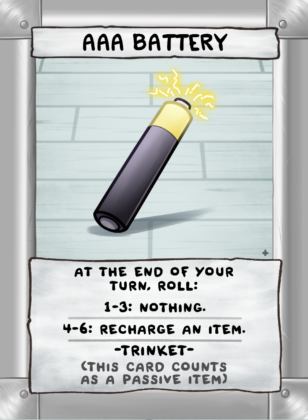 AAA BATTERY
AT THE END OF YOUR
TURN, ROLL:
1-3: NOTHING.
4-6: RECHARGE AN ITEM.
-TRINKET-
(THIS CARD COUNTS
AS A PASSIVE ITEM)